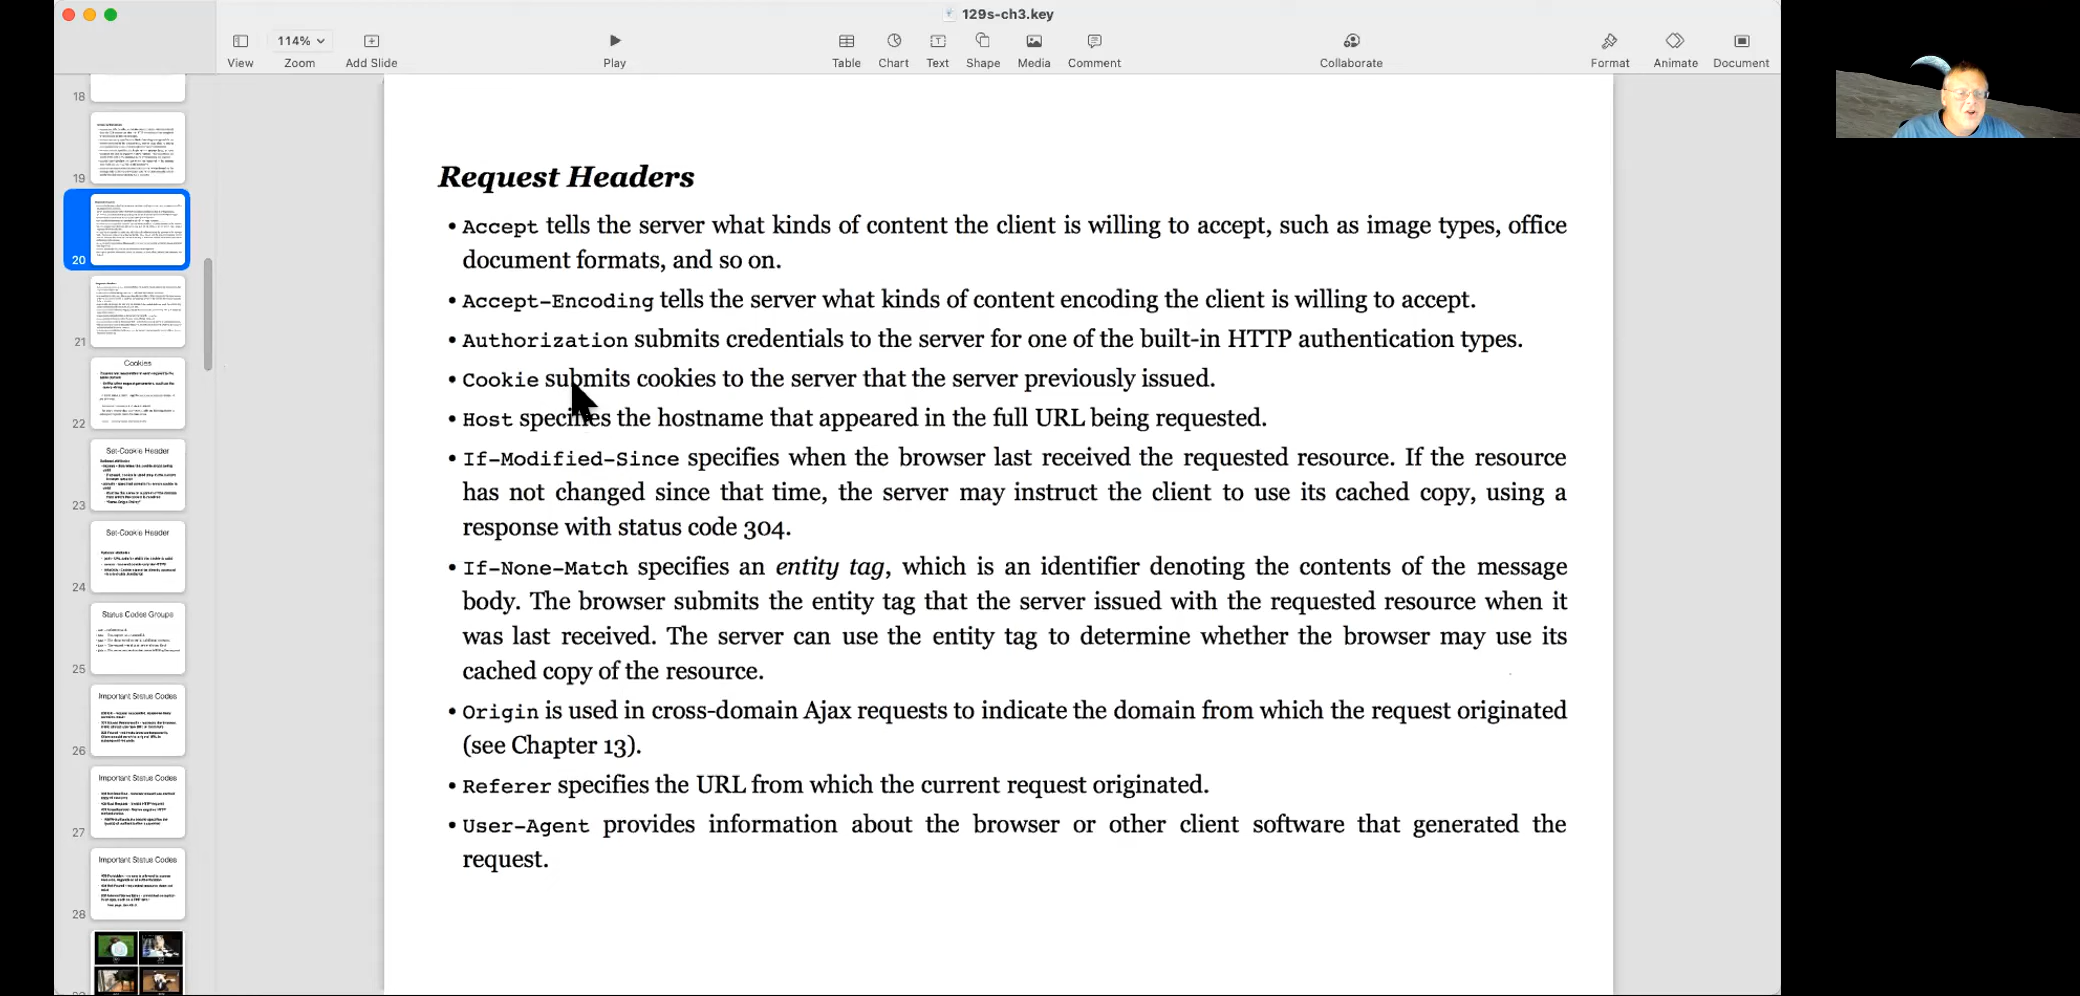 129s-ch3.key
114%
View
Zoom
Add Slide
Play
Table
Chart
Text
Shape
Media
Comment
Collaborate
Format
Animate
Document
18
19
20
21
Cookies
22
Set-Cookie Header
23
Set-Cookie Header
24
Status Codes Groups
25
Important Status Codes
26
Important Status Codes
27
Important Status Codes
28
Request Headers
• Accept tells the server what kinds of content the client is willing to accept, such as image types, office
document formats, and so on.
• Accept-Encoding tells the server what kinds of content encoding the client is willing to accept.
• Authorization submits credentials to the server for one of the built-in HTTP authentication types.
• Cookie submits cookies to the server that the server previously issued.
• Host specifies the hostname that appeared in the full URL being requested.
• If-Modified-Since specifies when the browser last received the requested resource. If the resource
has not changed since that time, the server may instruct the client to use its cached copy, using a
response with status code 304.
• If-None-Match specifies an entity tag, which is an identifier denoting the contents of the message
body. The browser submits the entity tag that the server issued with the requested resource when it
was last received. The server can use the entity tag to determine whether the browser may use its
cached copy of the resource.
• Origin is used in cross-domain Ajax requests to indicate the domain from which the request originated
(see Chapter 13).
• Referer specifies the URL from which the current request originated.
• User-Agent provides information about the browser or other client software that generated the
request.